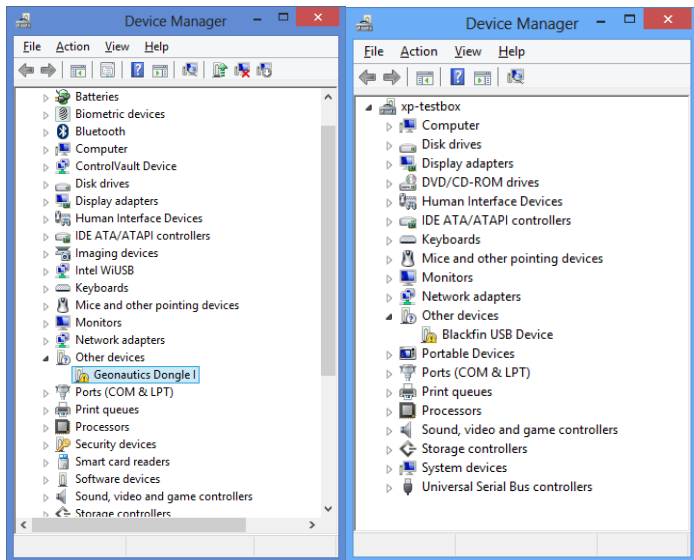 Device Manager
File Action View Help
Batteries
Biometric devices
Bluetooth
Computer
ControlVault Device
Disk drives
Display adapters
Human Interface Devices
IDE ATA/ATAPI controllers
Imaging devices
Intel WiUSB
Keyboards
Mice and other pointing devices
Monitors
Network adapters
Other devices
Geonautics Dongle I
Ports (COM & LPT)
Print queues
Processors
Security devices
Smart card readers
Software devices
Sound, video and game controllers
Storage controllers
Device Manager
File Action View Help
xp-testbox
Computer
Disk drives
Display adapters
DVD/CD-ROM drives
Human Interface Devices
IDE ATA/ATAPI controllers
Keyboards
Mice and other pointing devices
Monitors
Network adapters
Other devices
Blackfin USB Device
Portable Devices
Ports (COM & LPT)
Print queues
Processors
Sound, video and game controllers
Storage controllers
System devices
Universal Serial Bus controllers